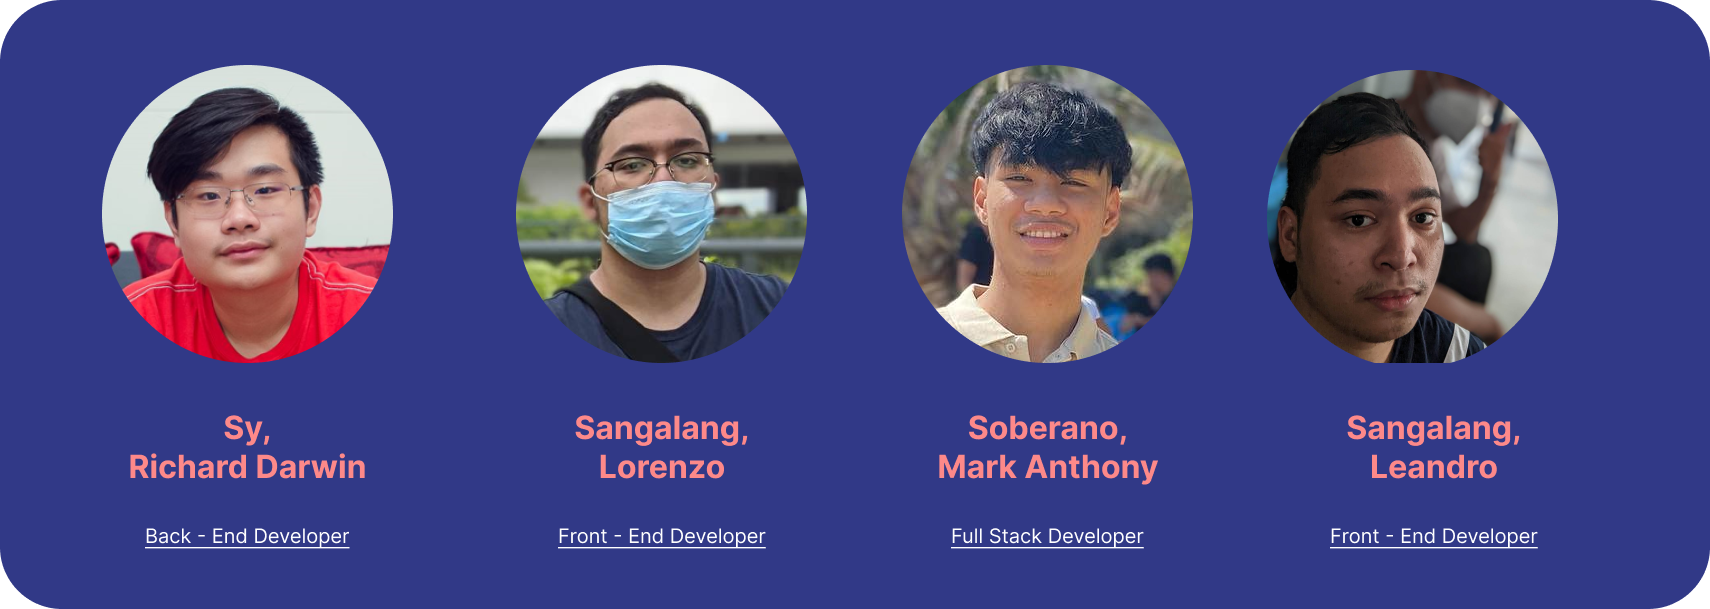 Sy,
Richard Darwin
Back - End Developer
Sangalang,
Lorenzo
Front - End Developer
Soberano,
Mark Anthony
Full Stack Developer
Sangalang,
Leandro
Front - End Developer